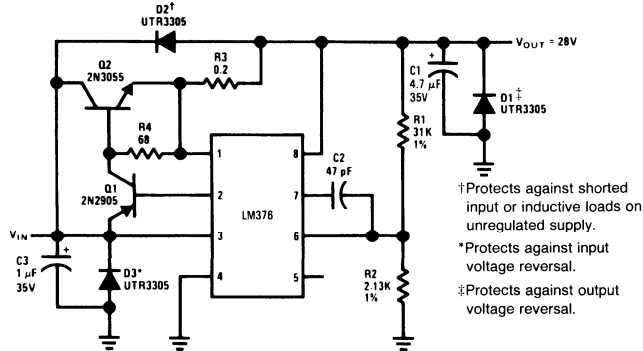 D2†
UTR3305
VOUT = 28V
Q2
2N3055
R3
0.2
+
C1
4.7 µF
35V
D1‡
UTR3305
R4
68
R1
31K
1%
1
8
C2
47 pF
Q1
2N2905
2
7
LM376
VIN
3
6
+
C3
1 µF
35V
D3*
UTR3305
4
5
R2
2.13K
1%
†Protects against shorted
input or inductive loads on
unregulated supply.
*Protects against input
voltage reversal.
‡Protects against output
voltage reversal.